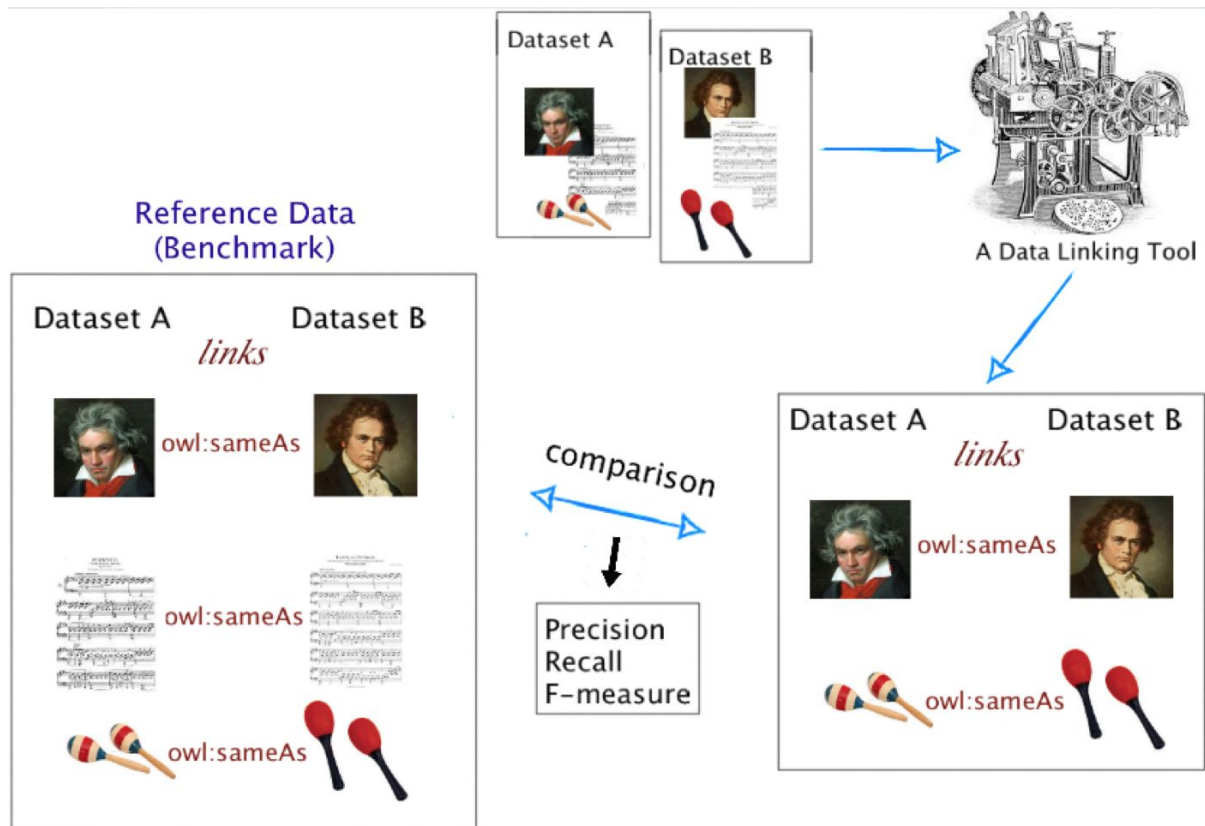 Dataset A
Dataset B
A Data Linking Tool
Reference Data
(Benchmark)
Dataset A
Dataset B
links
owl:sameAs
owl:sameAs
owl:sameAs
comparison
Precision
Recall
F-measure
Dataset A
Dataset B
links
owl:sameAs
owl:sameAs